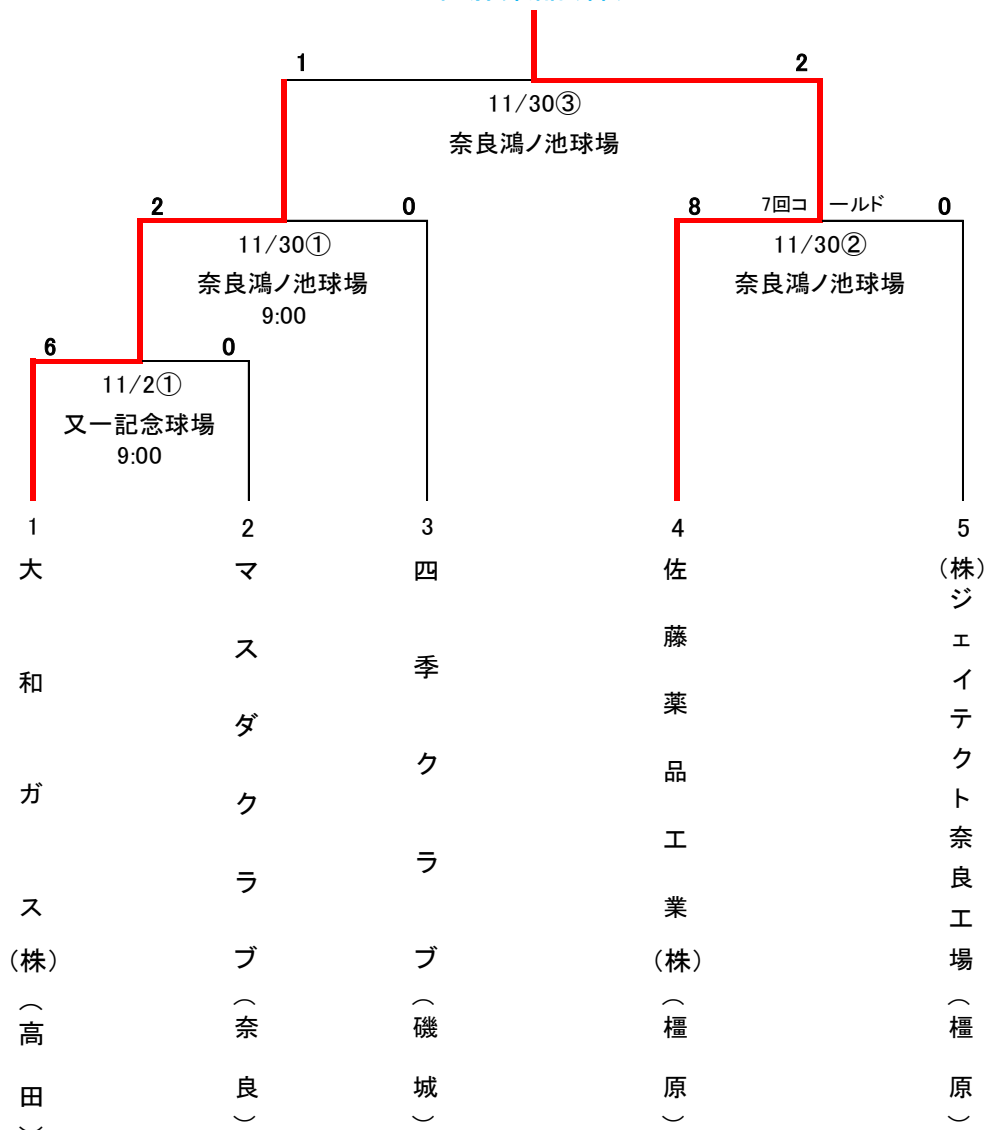 1
2
11/30③
奈良鴻ノ池球場
2
0
8
7回コールド
0
11/30①
奈良鴻ノ池球場
9:00
11/30②
奈良鴻ノ池球場
6
0
11/2①
又一記念球場
9:00
1
2
3
4
5
大和ガス(株)(高田)
マスダクラブ(奈良)
四季クラブ(磯城)
佐藤薬品工業(株)(橿原)
(株)ジェイテクト奈良工場(橿原)